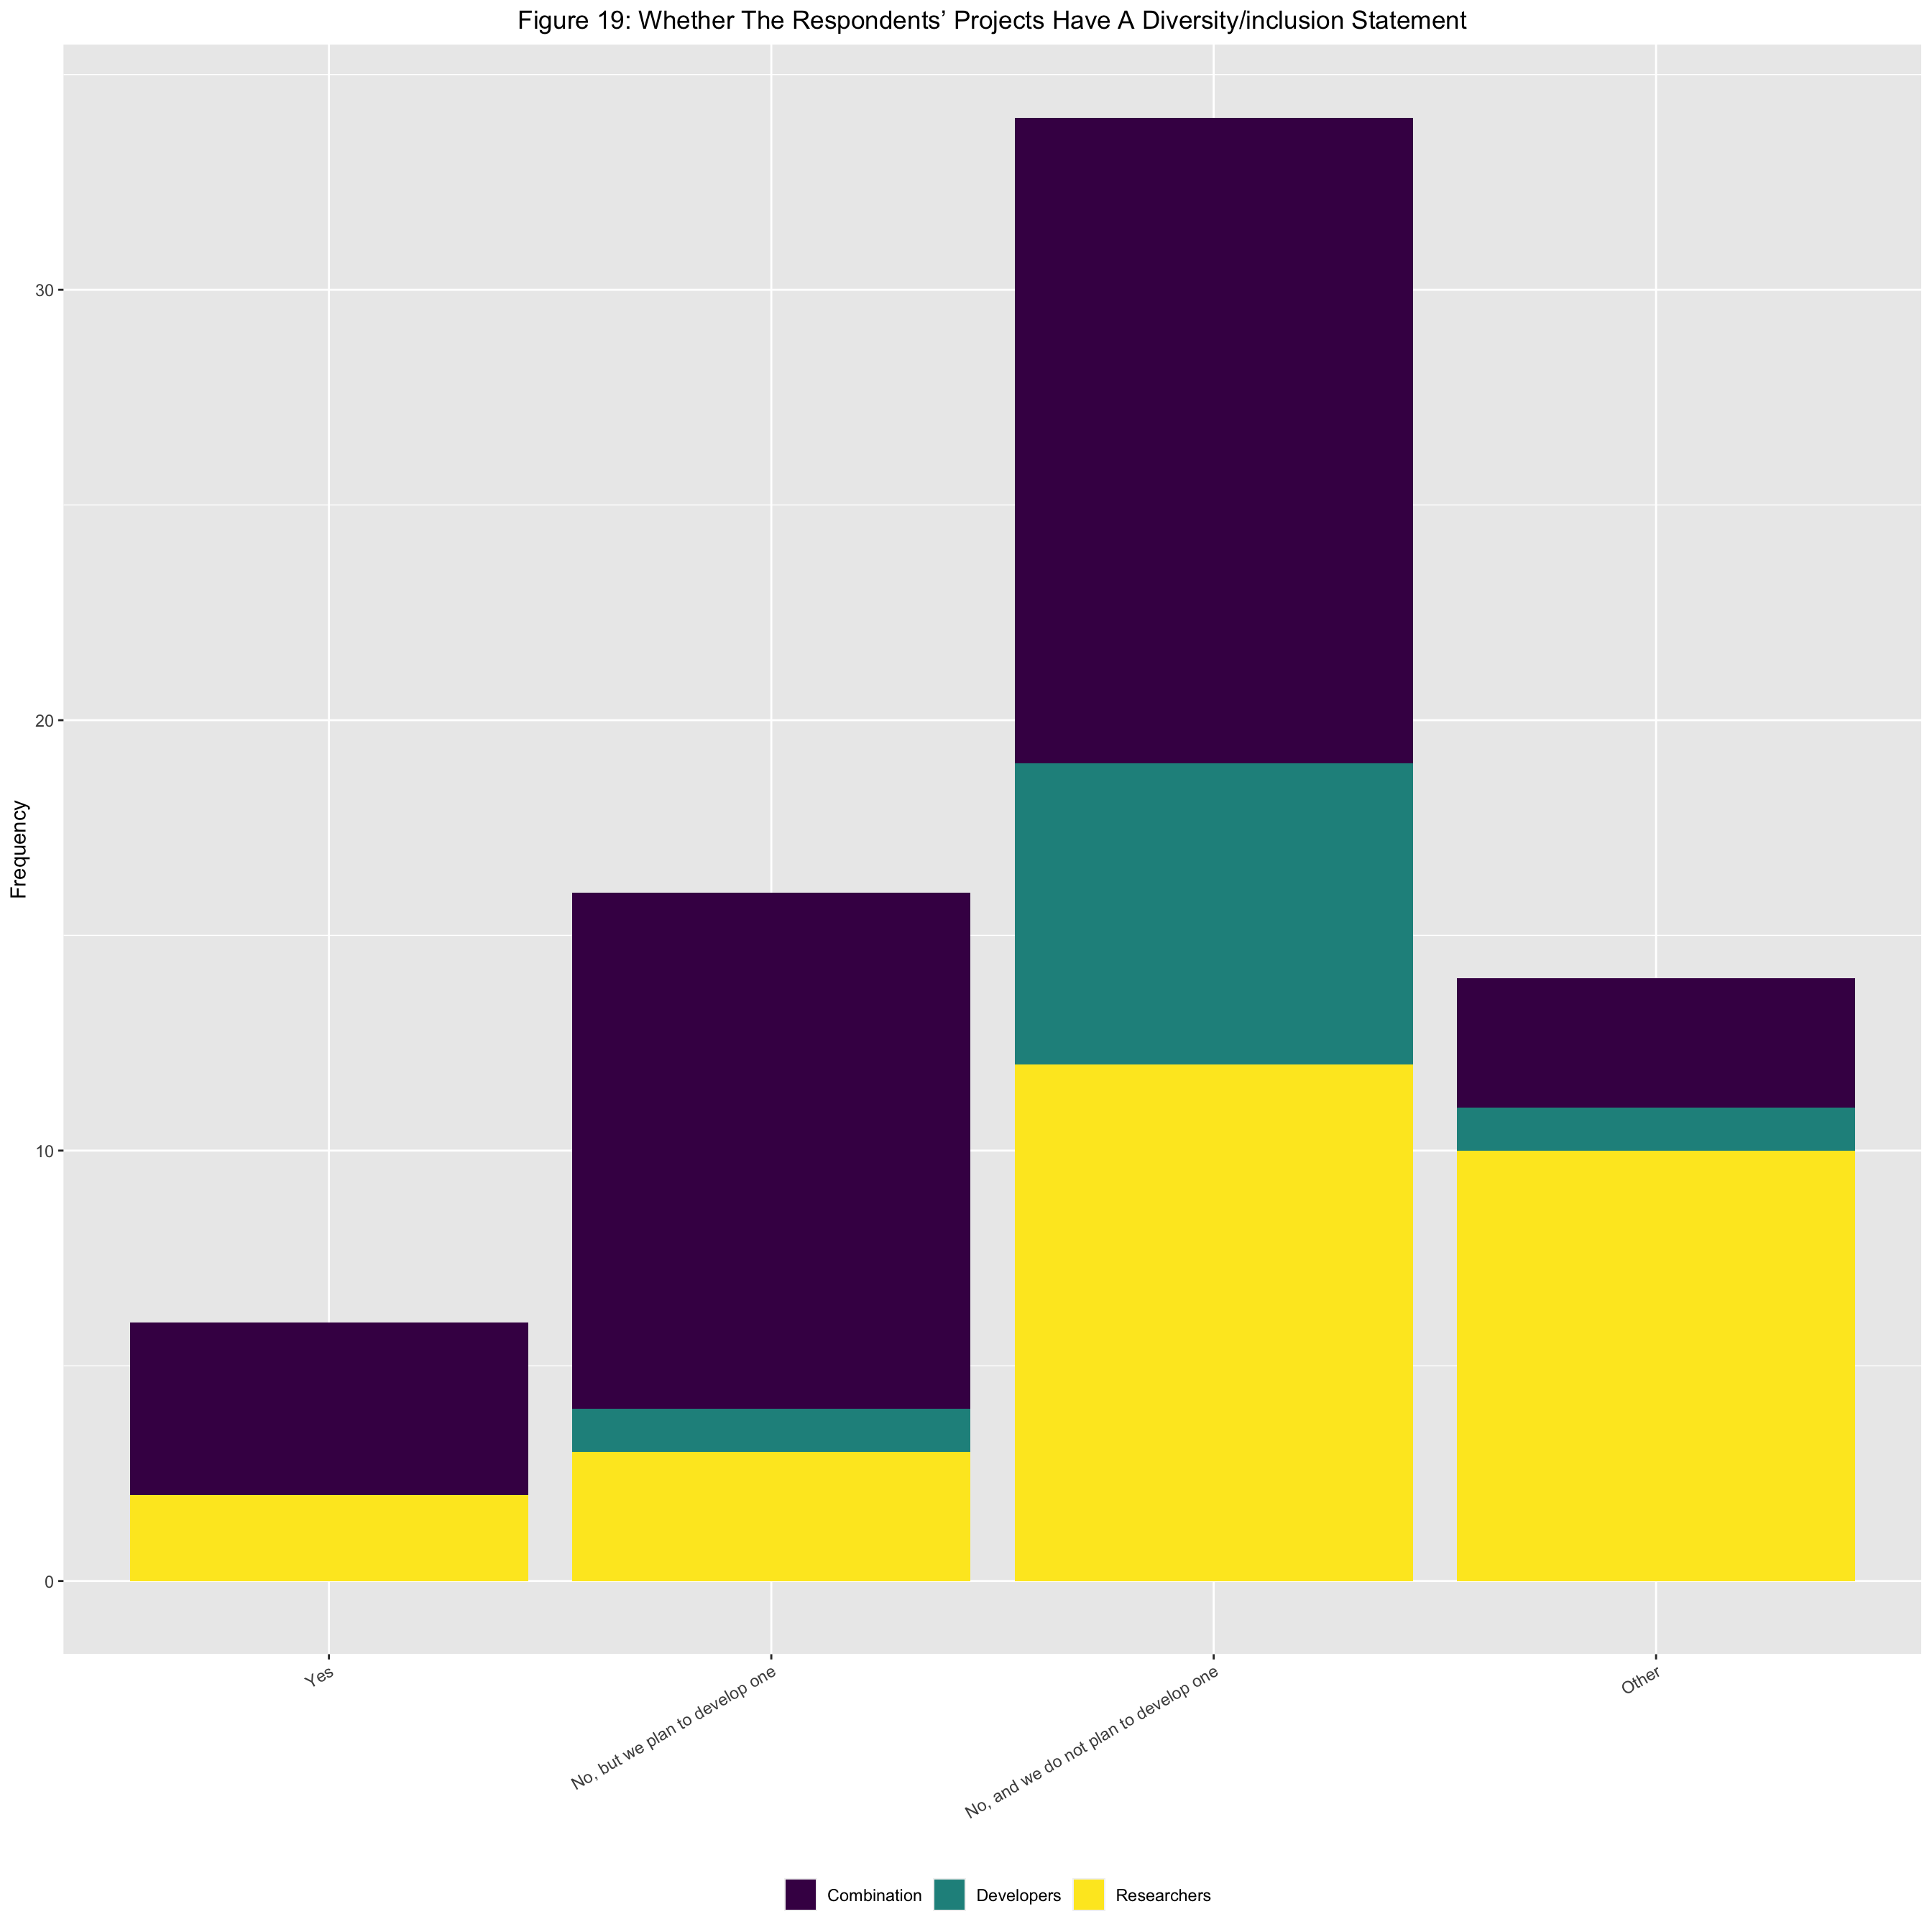 Figure 19: Whether The Respondents’ Projects Have A Diversity/inclusion Statement
Frequency
30
20
10
0
Yes
No, but we plan to develop one
No, and we do not plan to develop one
Other
Combination
Developers
Researchers